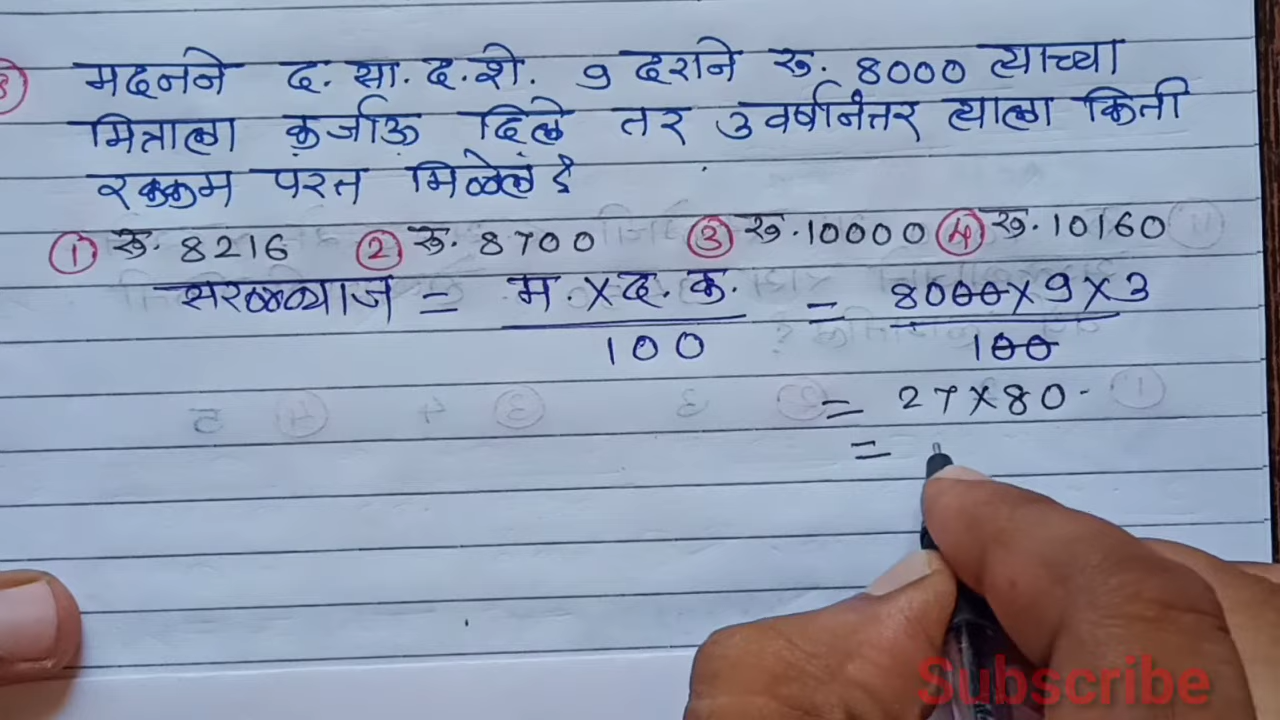 मदनने द. सा. द. शे. 9 दराने रु. 8000 त्याच्या
मित्राला कर्जाऊ दिले तर 3 वर्षानंतर त्याला किती
रक्कम परत मिळेल ?
① रु. 8216 ② रु. 8700 ③ रु. 10000 ④ रु. 10160
सरळव्याज = म. × द. क. / 100 = 8000 × 9 × 3 / 100
= 27 × 80
=
Subscribe